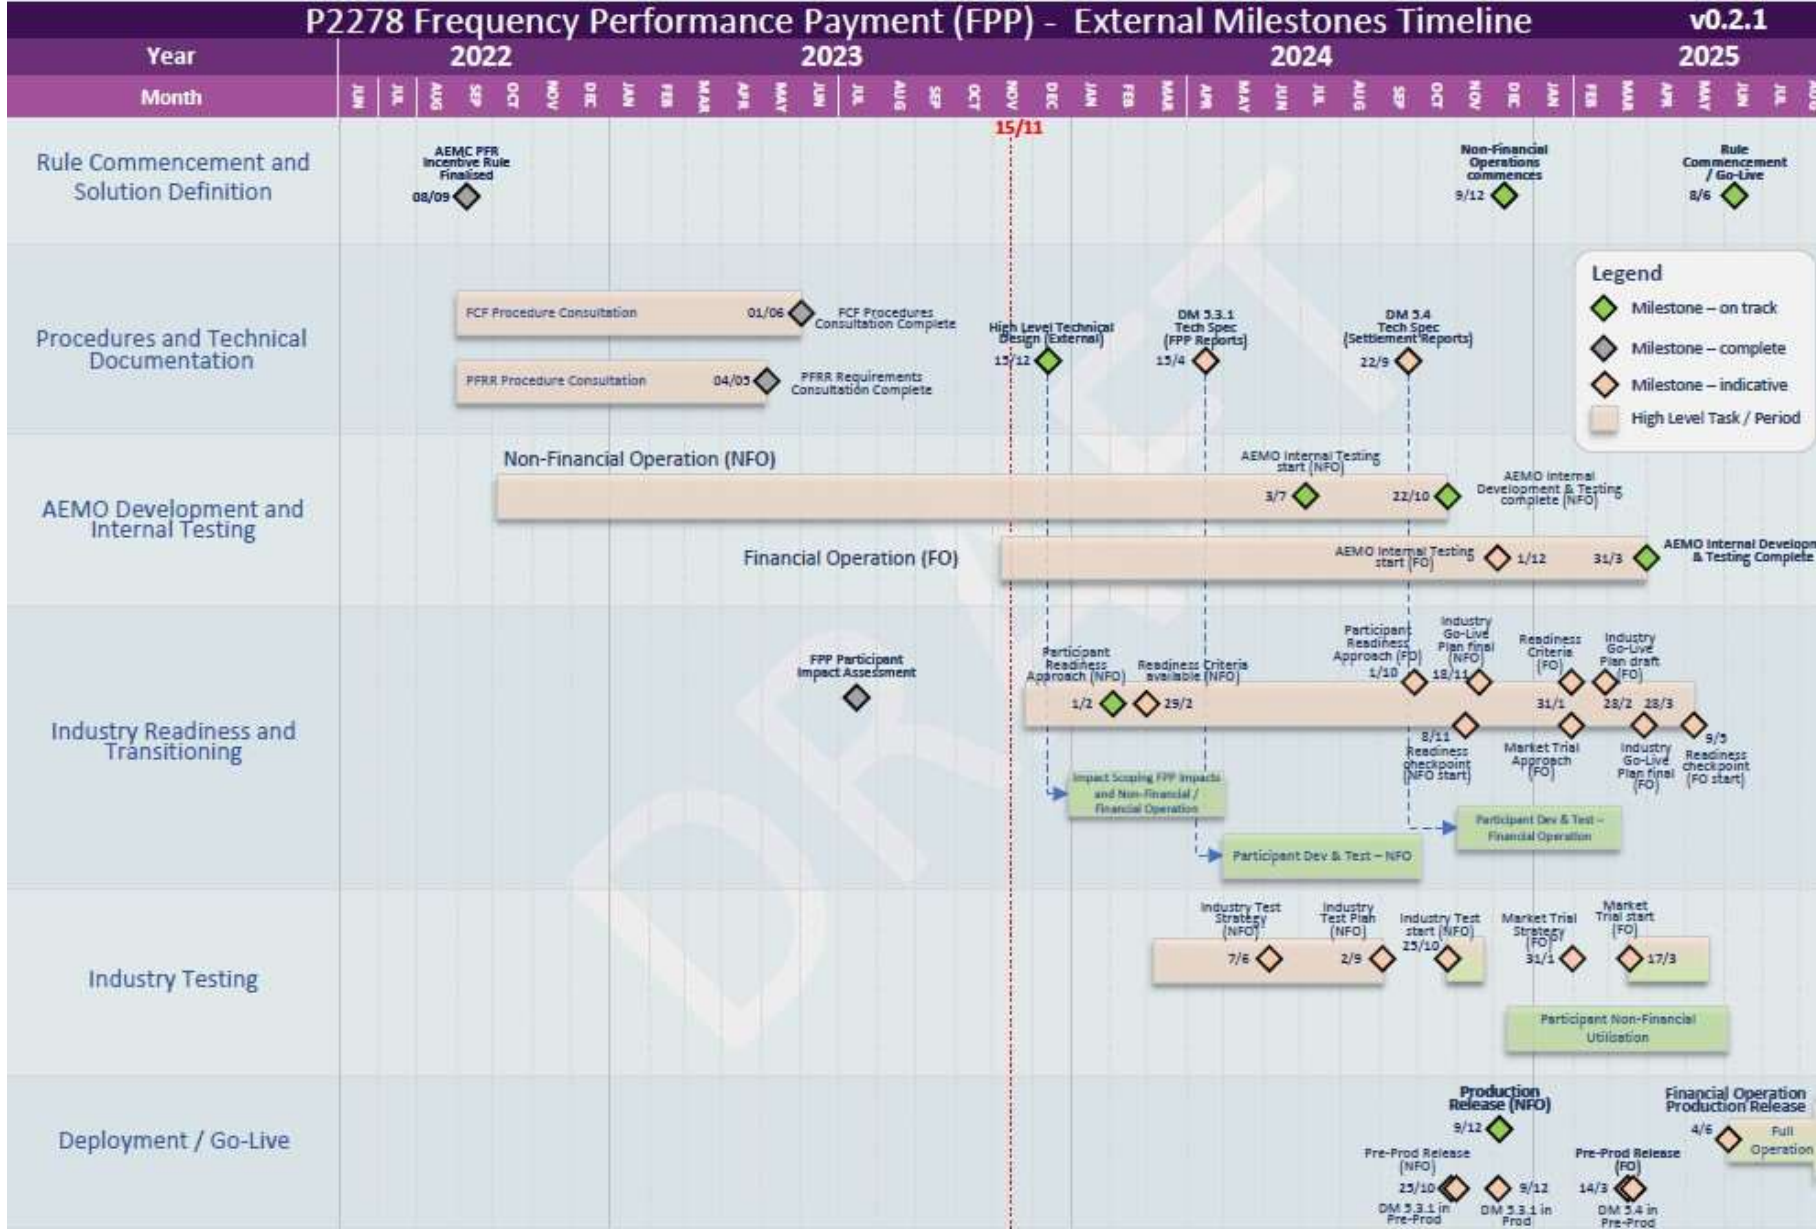 P2278 Frequency Performance Payment (FPP) - External Milestones Timeline v0.2.1
Year 2022 2023 2024 2025
Month JUN JUL AUG SEP OCT NOV DEC JAN FEB MAR APR MAY JUN JUL AUG SEP OCT NOV DEC JAN FEB MAR APR MAY JUN JUL AUG SEP OCT NOV DEC JAN FEB MAR APR MAY JUN JUL AUG
15/11
Rule Commencement and
Solution Definition
AEMC PFR
Incentive Rule
Finalised
08/09
Non-Financial
Operations
commences
9/12
Rule
Commencement
/ Go-Live
8/6
Legend
Milestone – on track
Milestone – complete
Milestone – indicative
High Level Task / Period
Procedures and Technical
Documentation
FCF Procedure Consultation
01/06
FCF Procedures
Consultation Complete
PFRR Procedure Consultation
04/05
PFRR Requirements
Consultation Complete
High Level Technical
Design (External)
15/12
DM 5.3.1
Tech Spec
(FPP Reports)
15/4
DM 5.4
Tech Spec
(Settlement Reports)
22/9
AEMO Development and
Internal Testing
Non-Financial Operation (NFO)
AEMO Internal Testing
start (NFO)
3/7
22/10
AEMO Internal
Development & Testing
complete (NFO)
Financial Operation (FO)
AEMO Internal Testing
start (FO)
1/12
31/3
AEMO Internal Developm
& Testing Complete
Industry Readiness and
Transitioning
FPP Participant
Impact Assessment
Participant
Readiness
Approach (NFO)
1/2
Readiness Criteria
available (NFO)
29/2
Participant
Readiness
Approach (FO)
1/10
Industry
Go-Live
Plan final
(NFO)
18/11
Readiness
Criteria
(FO)
31/1
Industry
Go-Live
Plan draft
(FO)
28/2
28/3
8/11
Readiness
checkpoint
(NFO start)
Market Trial
Approach
(FO)
Industry
Go-Live
Plan final
(FO)
9/5
Readiness
checkpoint
(FO start)
Impact Scoping FPP Impacts
and Non-Financial /
Financial Operation
Participant Dev & Test – NFO
Participant Dev & Test –
Financial Operation
Industry Testing
Industry Test
Strategy
(NFO)
7/6
Industry
Test Plan
(NFO)
2/9
Industry Test
start (NFO)
25/10
Market Trial
Strategy
(FO)
31/1
Market
Trial start
(FO)
17/3
Participant Non-Financial
Utilisation
Deployment / Go-Live
Production
Release (NFO)
9/12
Financial Operation
Production Release
4/6
Full
Operation
Pre-Prod Release
(NFO)
25/10
DM 5.3.1 in
Pre-Prod
9/12
DM 5.3.1 in
Prod
Pre-Prod Release
(FO)
14/3
DM 5.4 in
Pre-Prod
DRAFT